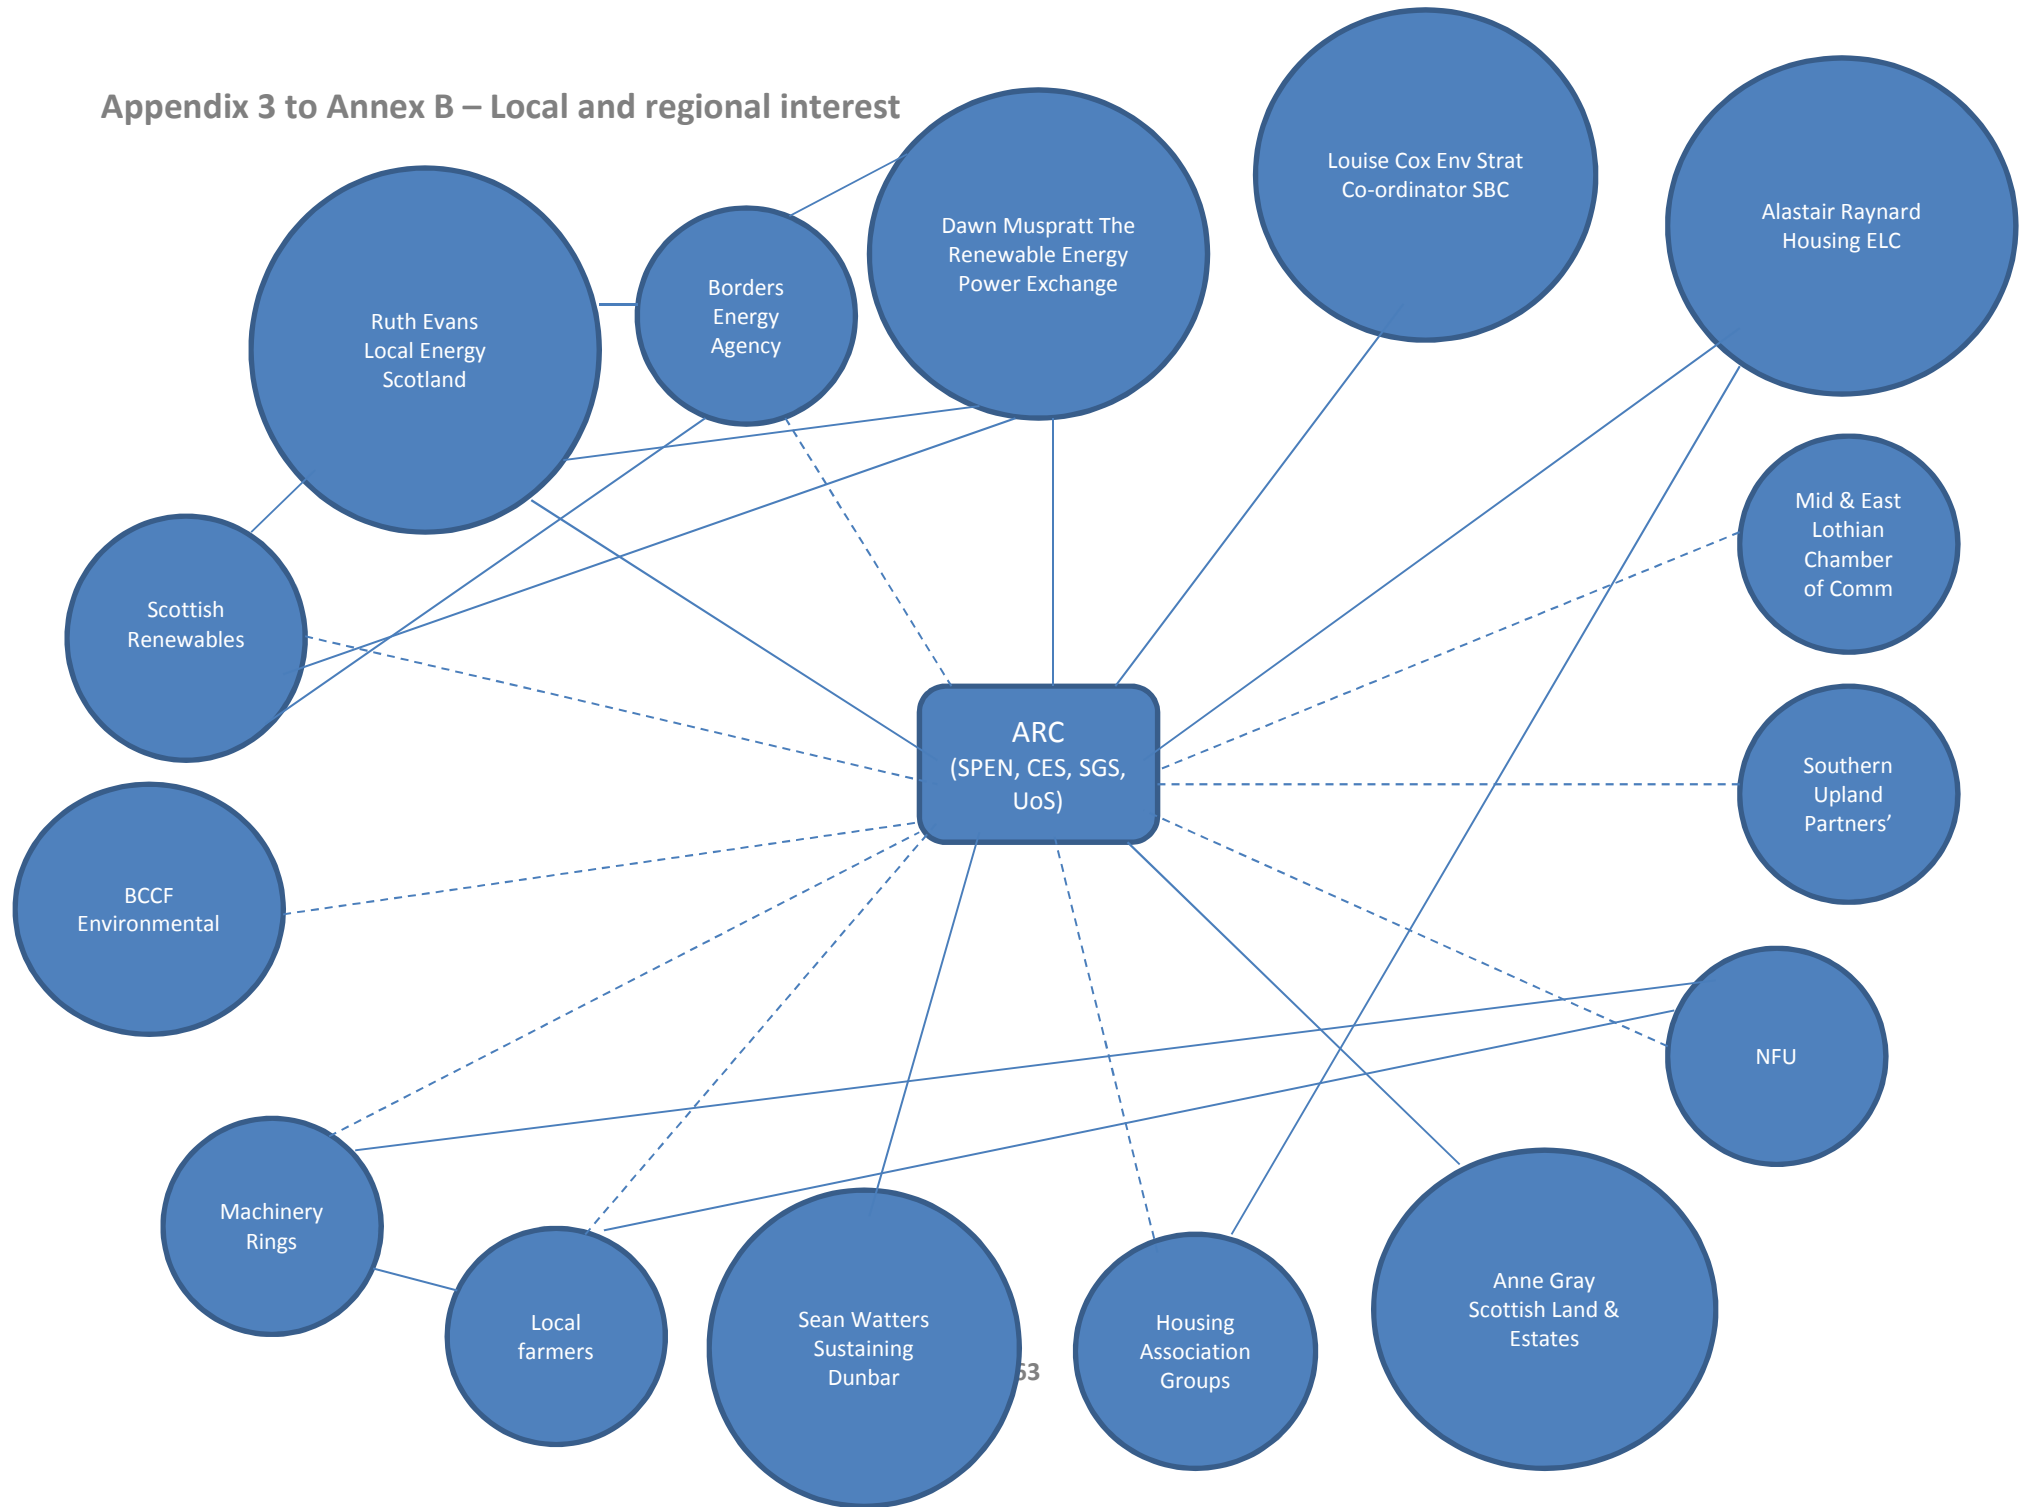 Appendix 3 to Annex B – Local and regional interest
Louise Cox Env Strat
Co-ordinator SBC
Alastair Raynard
Housing ELC
Dawn Muspratt The
Renewable Energy
Power Exchange
Borders
Energy
Agency
Ruth Evans
Local Energy
Scotland
Mid & East
Lothian
Chamber
of Comm
Scottish
Renewables
ARC
(SPEN, CES, SGS,
UoS)
Southern
Upland
Partners’
BCCF
Environmental
NFU
Machinery
Rings
Local
farmers
Sean Watters
Sustaining
Dunbar
Housing
Association
Groups
Anne Gray
Scottish Land &
Estates